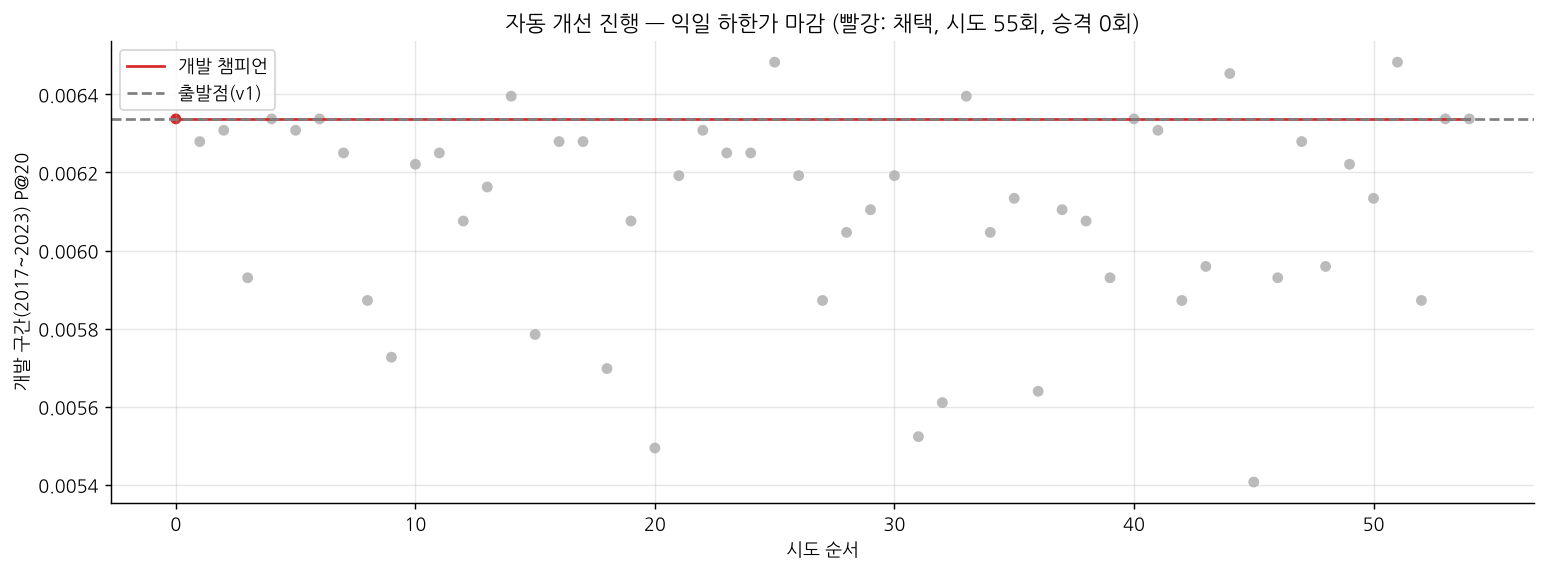 자동 개선 진행 — 익일 하한가 마감 (빨강: 채택, 시도 55회, 승격 0회)
개발 챔피언
출발점(v1)
개발 구간(2017~2023) P@20
0.0064
0.0062
0.0060
0.0058
0.0056
0.0054
0
10
20
30
40
50
시도 순서